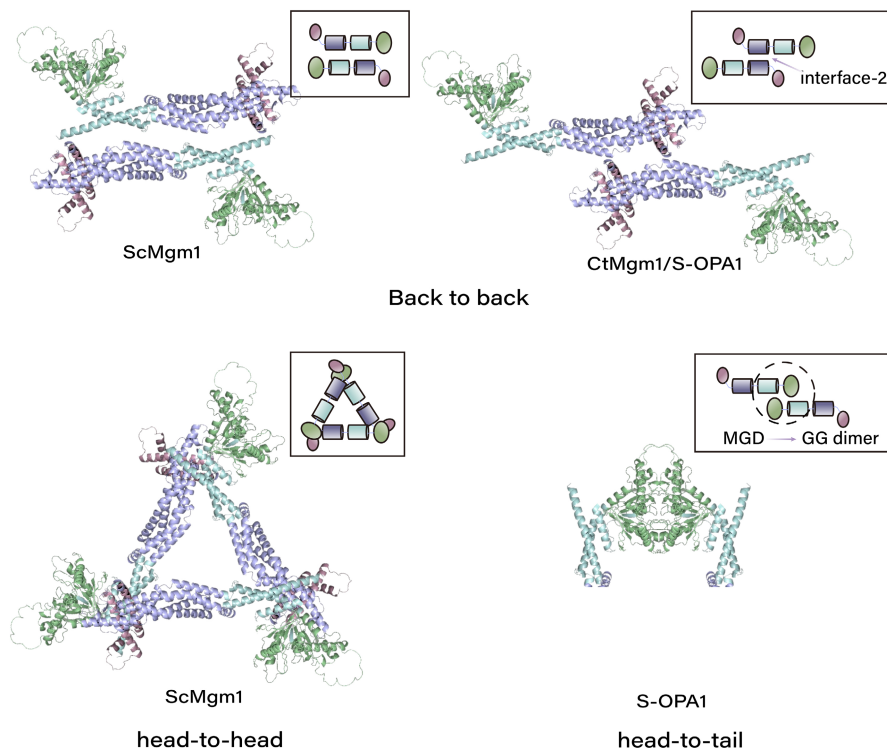 interface-2
ScMgm1
CtMgm1/S-OPA1
Back to back
MGD
GG dimer
ScMgm1
S-OPA1
head-to-head
head-to-tail